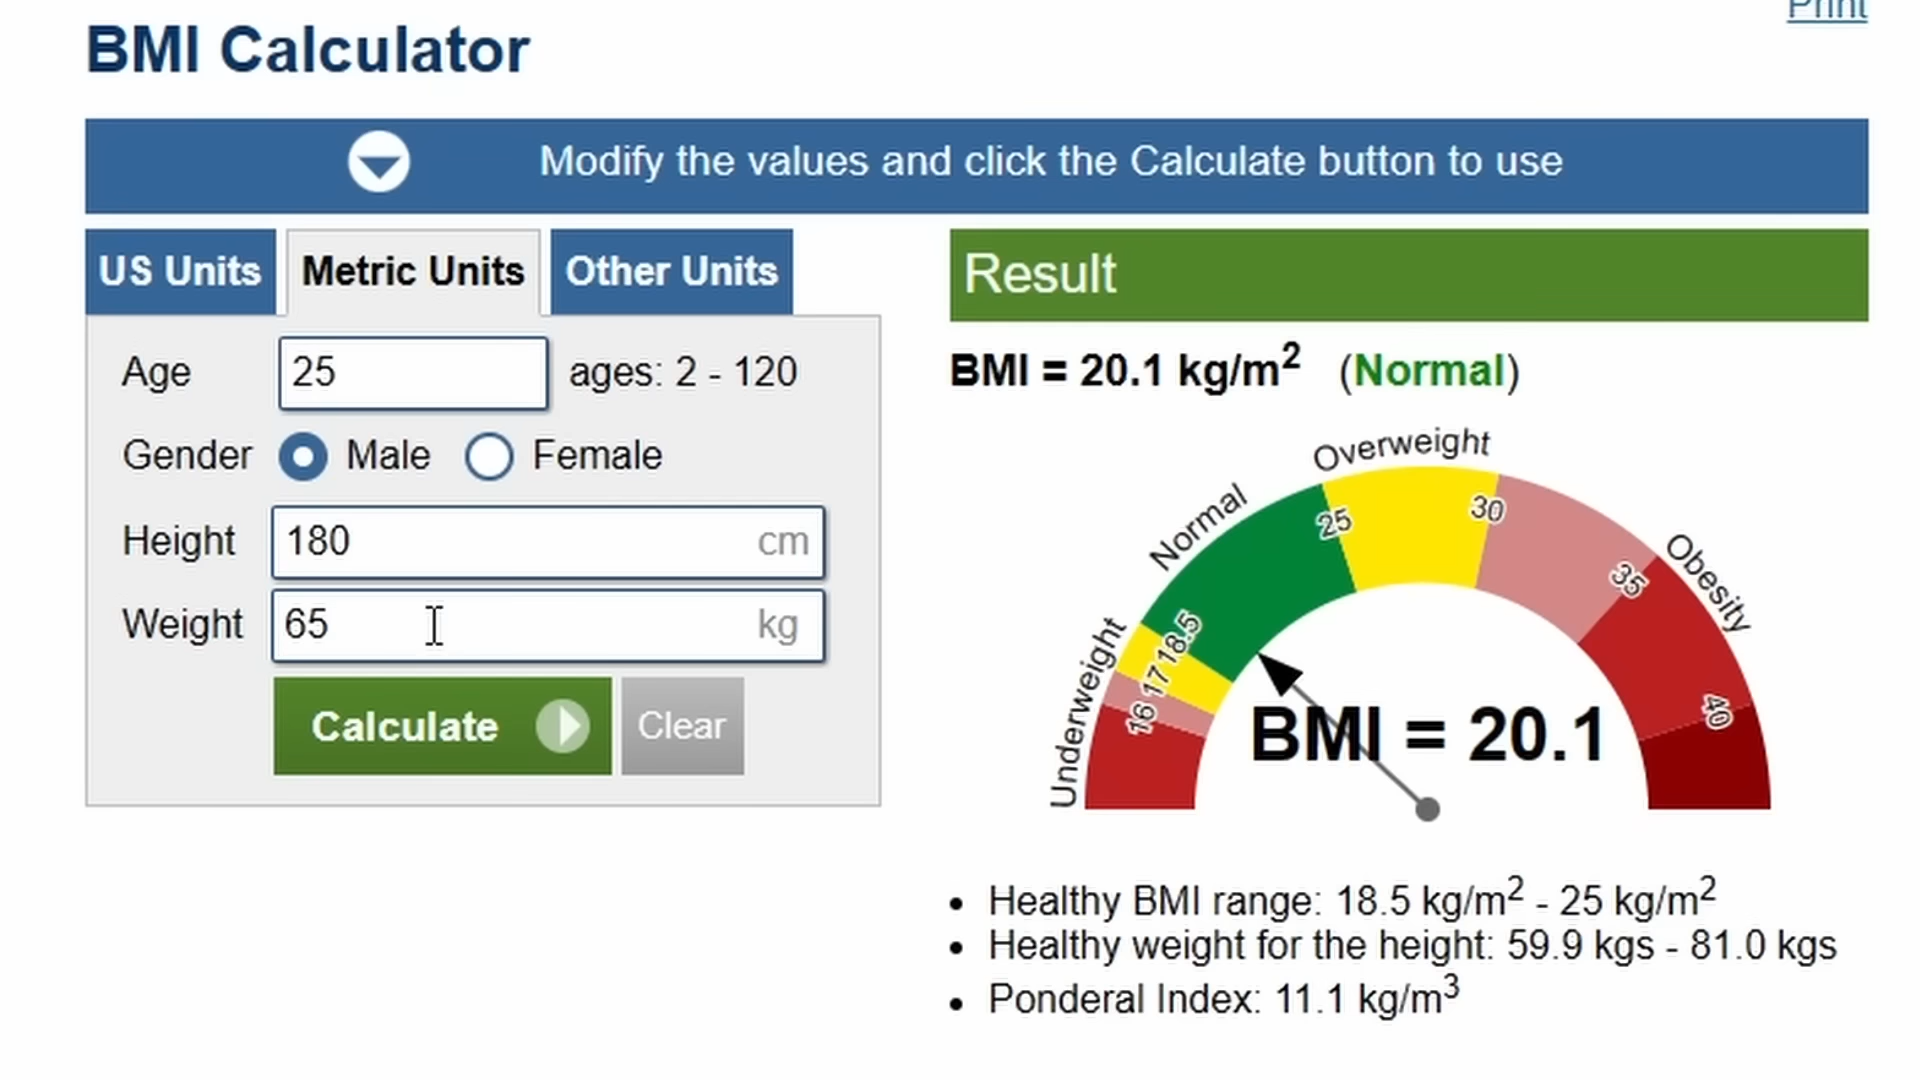 Print
BMI Calculator
Modify the values and click the Calculate button to use
US Units
Metric Units
Other Units
Age 25 ages: 2 - 120
Gender Male Female
Height 180 cm
Weight 65 kg
Calculate
Clear
Result
BMI = 20.1 kg/m² (Normal)
Underweight
Normal
Overweight
Obesity
16
17
18.5
25
30
35
40
BMI = 20.1
• Healthy BMI range: 18.5 kg/m² - 25 kg/m²
• Healthy weight for the height: 59.9 kgs - 81.0 kgs
• Ponderal Index: 11.1 kg/m³